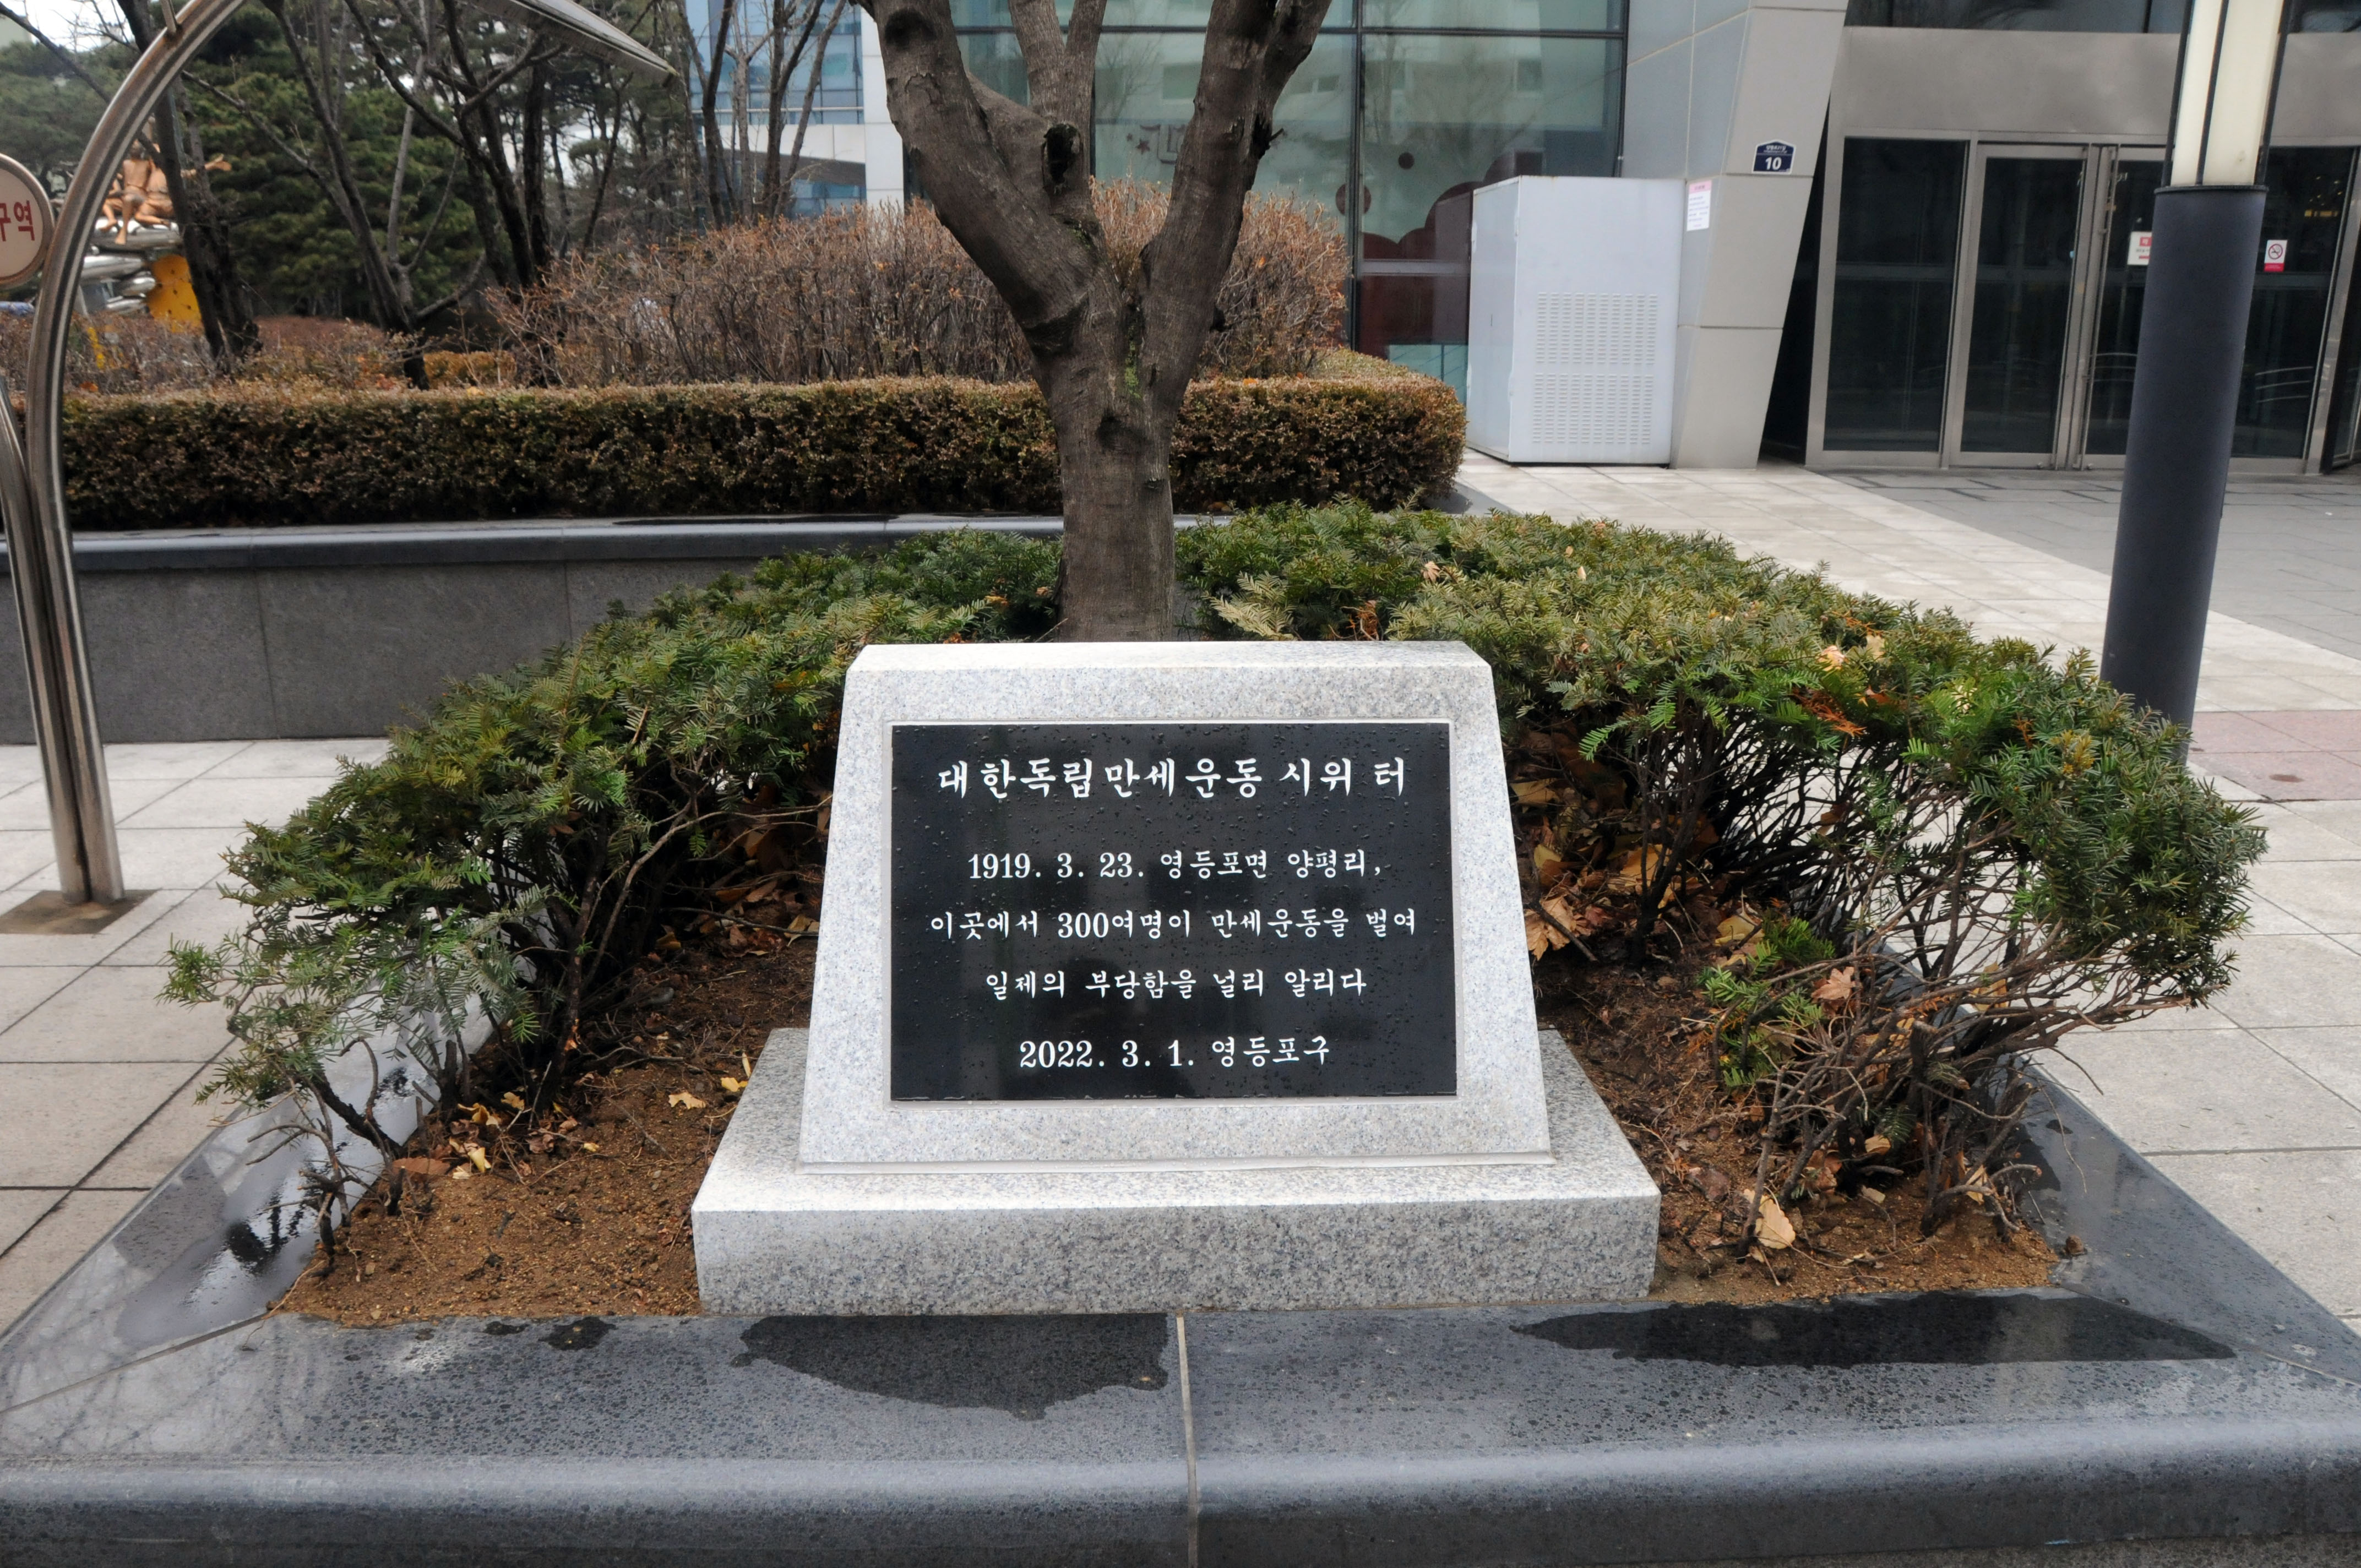 구역
10
대한독립만세운동 시위 터
1919. 3. 23. 영등포면 양평리,
이곳에서 300여명이 만세운동을 벌여
일제의 부당함을 널리 알리다
2022. 3. 1. 영등포구